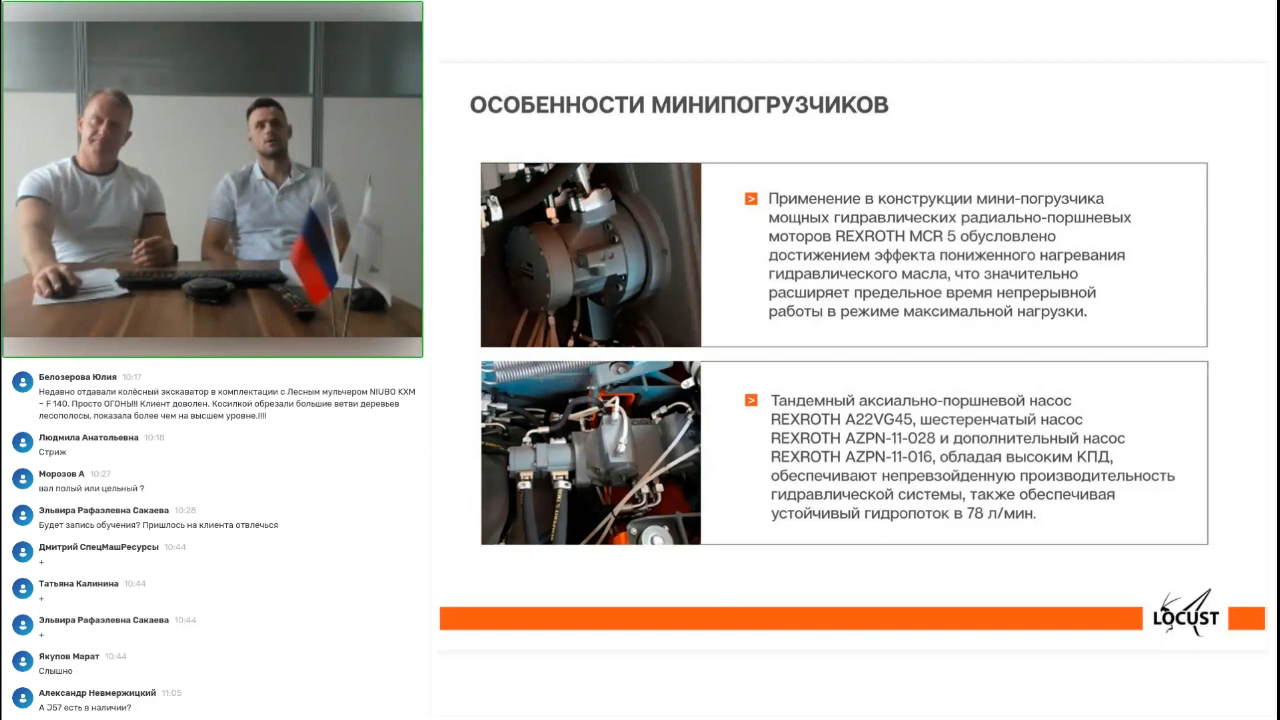 Белозерова Юлия 10:17
Недавно отдавали колёсный экокаватор в комплектации с Лесным мульчером NIUBO KXM
– F 140. Просто ОГОНЬ!!! Клиент доволен. Косилкой обрезали большие ветви деревьев
лесополосы, показала более чем на высшем уровне.!!!!
Людмила Анатольевна 10:18
Стриж
Морозов А 10:27
вал полый или цельный ?
Эльвира Рафаэлевна Сакаева 10:28
Будет запись обучения? Пришлось на клиента отвлечься
Дмитрий СпецМашРесурсы 10:44
+
Татьяна Калинина 10:44
+
Эльвира Рафаэлевна Сакаева 10:44
+
Якупов Марат 10:44
Слышно
Александр Невмержицкий 11:05
А J57 есть в наличии?
ОСОБЕННОСТИ МИНИПОГРУЗЧИКОВ
Применение в конструкции мини-погрузчика
мощных гидравлических радиально-поршневых
моторов REXROTH MCR 5 обусловлено
достижением эффекта пониженного нагревания
гидравлического масла, что значительно
расширяет предельное время непрерывной
работы в режиме максимальной нагрузки.
Тандемный аксиально-поршневой насос
REXROTH A22VG45, шестеренчатый насос
REXROTH AZPN-11-028 и дополнительный насос
REXROTH AZPN-11-016, обладая высоким КПД,
обеспечивают непревзойденную производительность
гидравлической системы, также обеспечивая
устойчивый гидропоток в 78 л/мин.
LOCUST